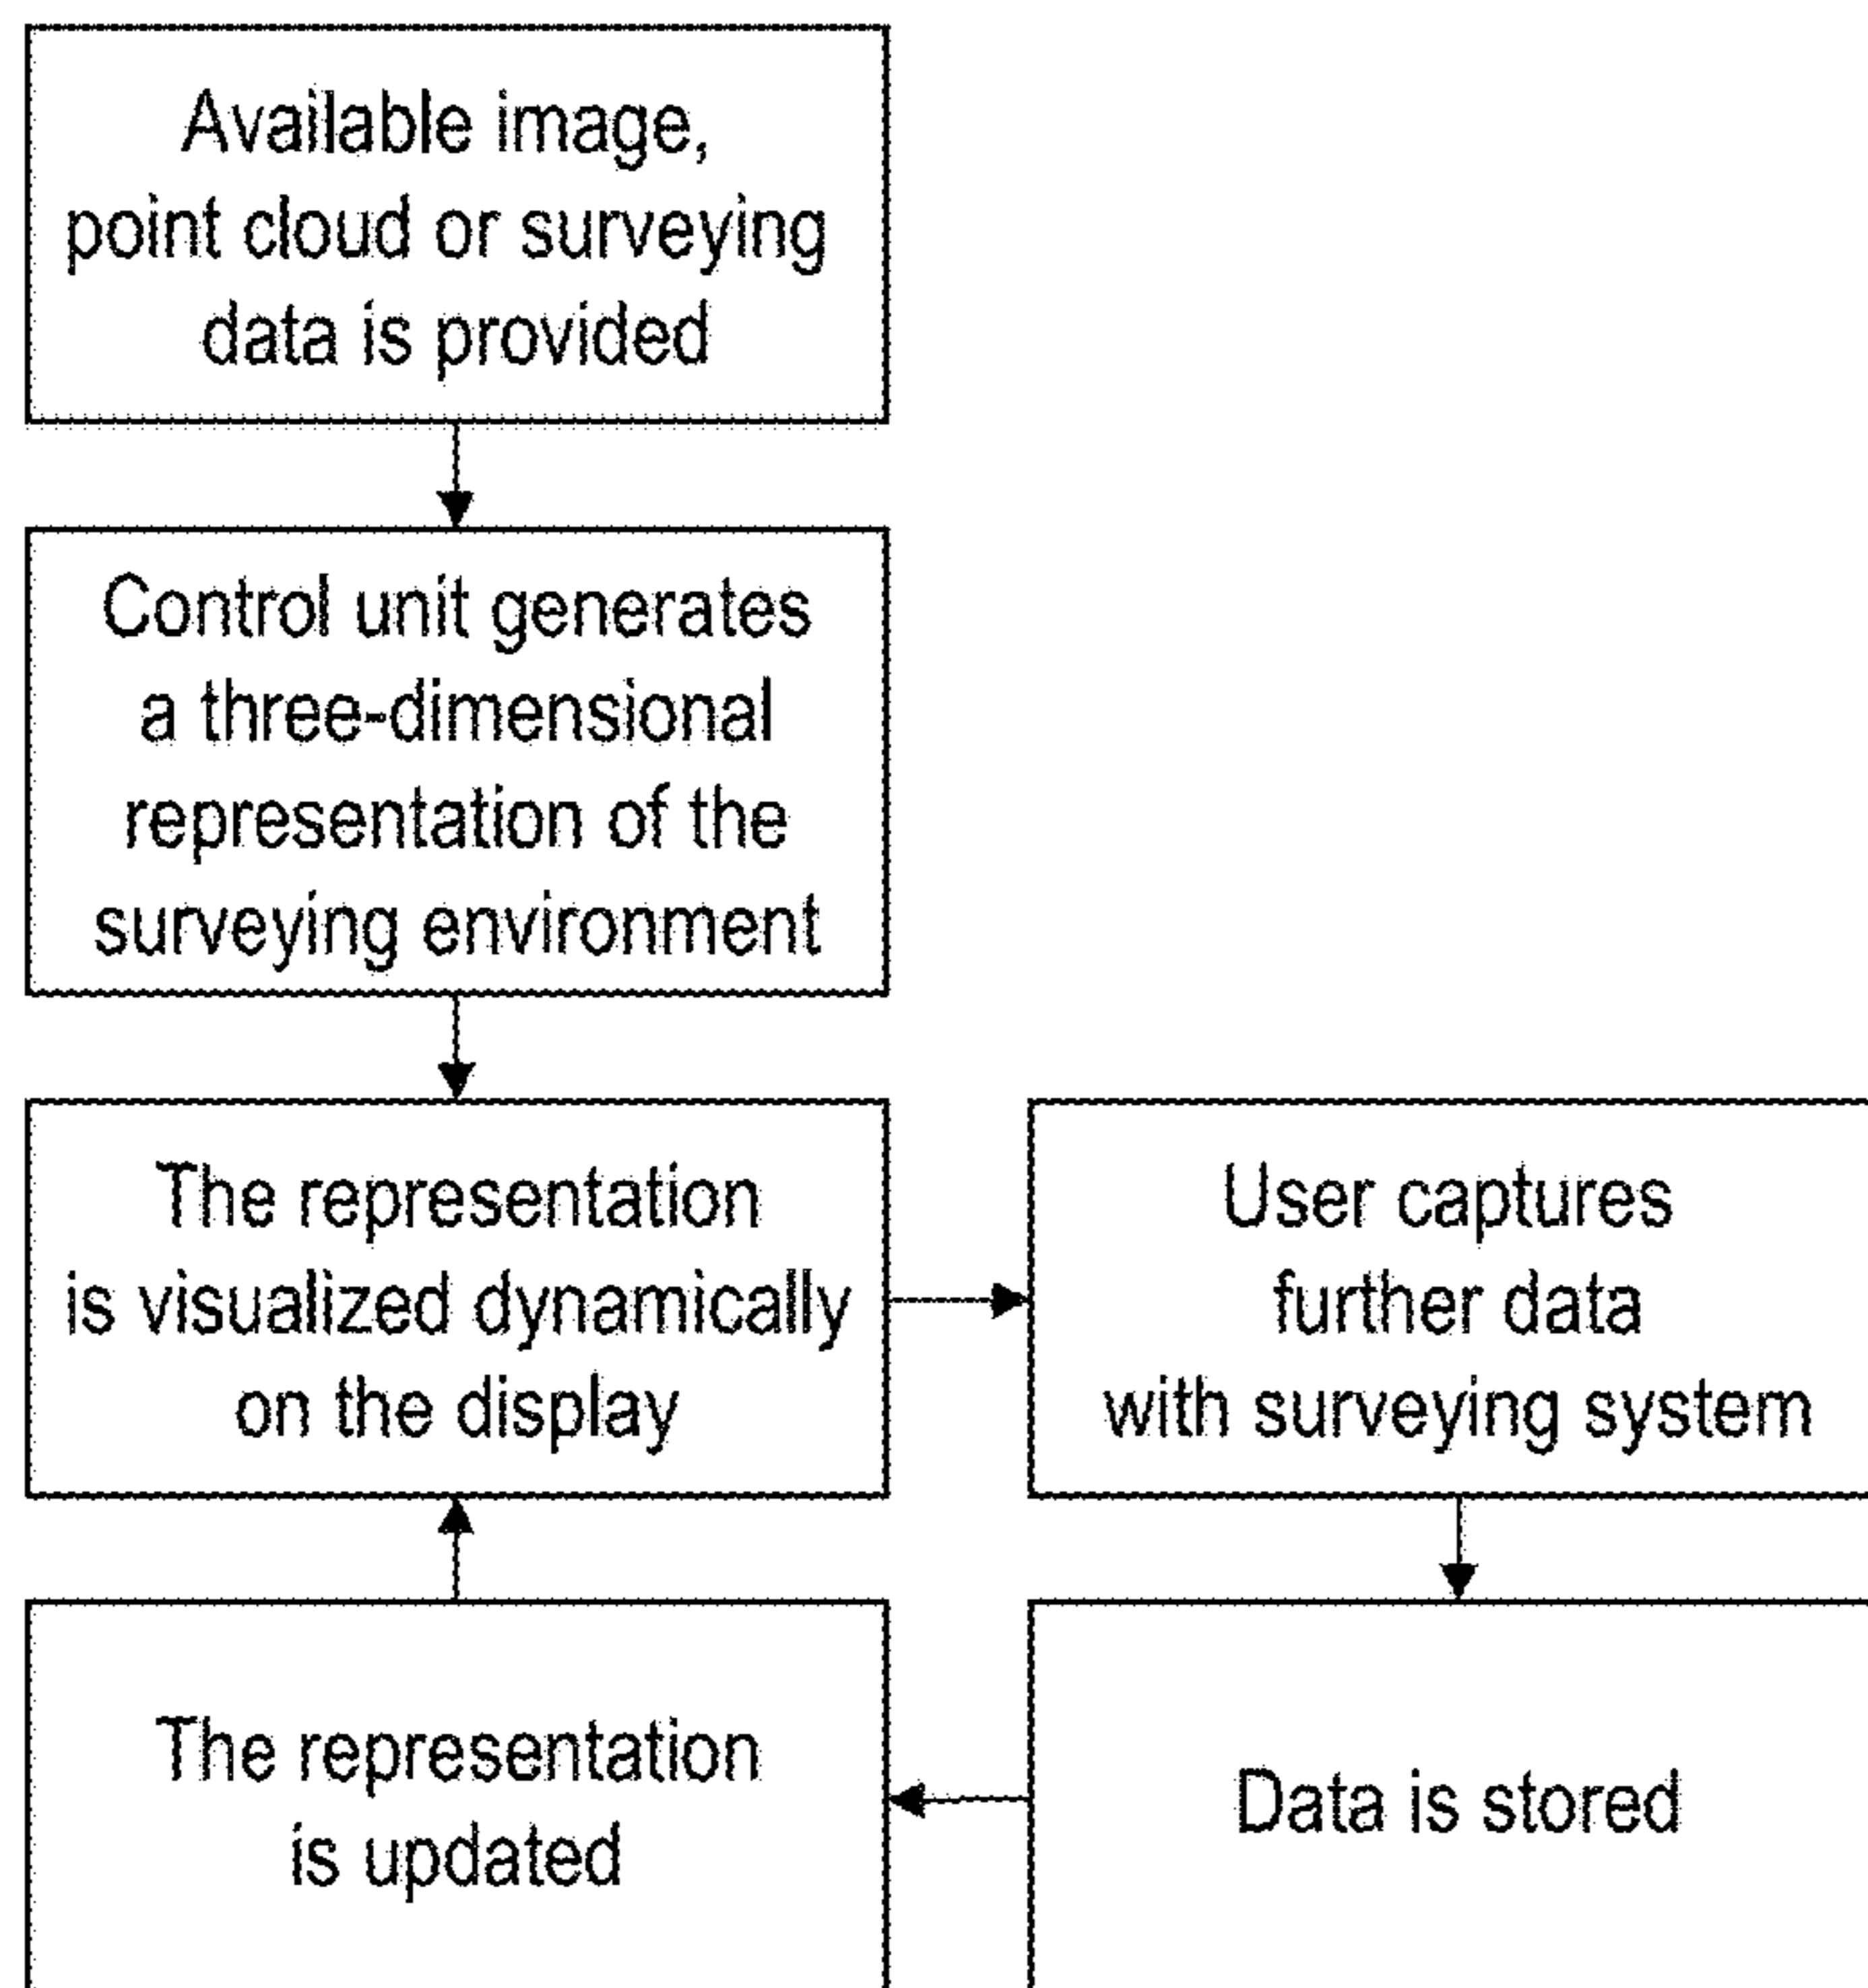 Available image,
point cloud or surveying
data is provided
Control unit generates
a three-dimensional
representation of the
surveying environment
The representation
is visualized dynamically
on the display
User captures
further data
with surveying system
Data is stored
The representation
is updated